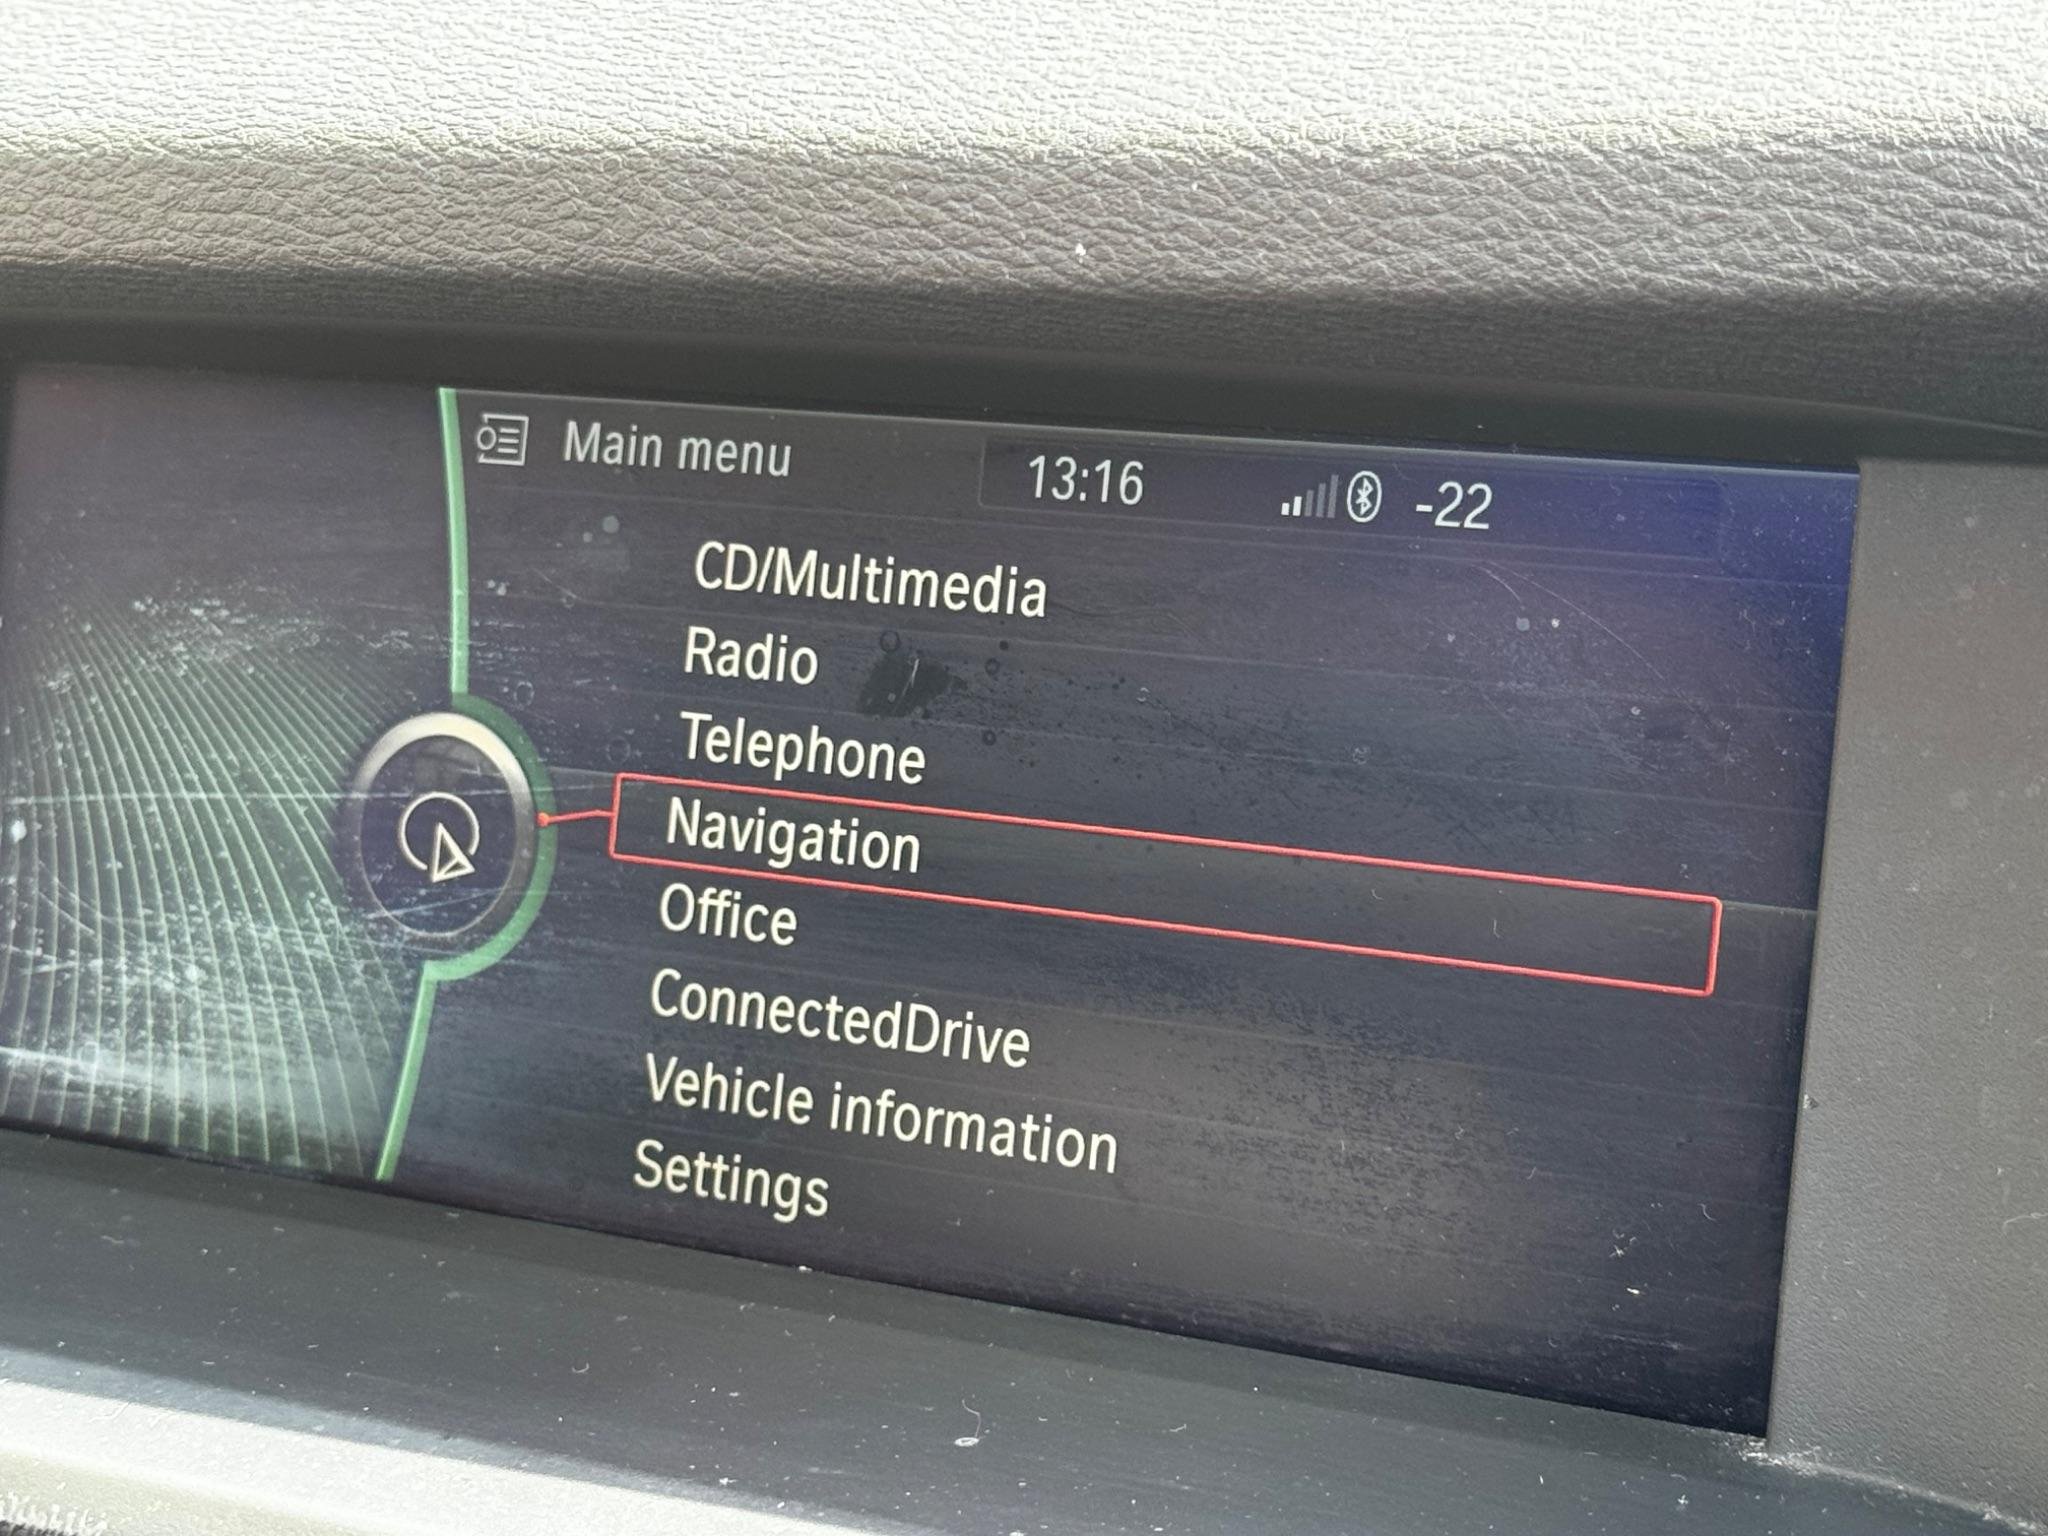 Main menu
13:16
-22
CD/Multimedia
Radio
Telephone
Navigation
Office
ConnectedDrive
Vehicle information
Settings